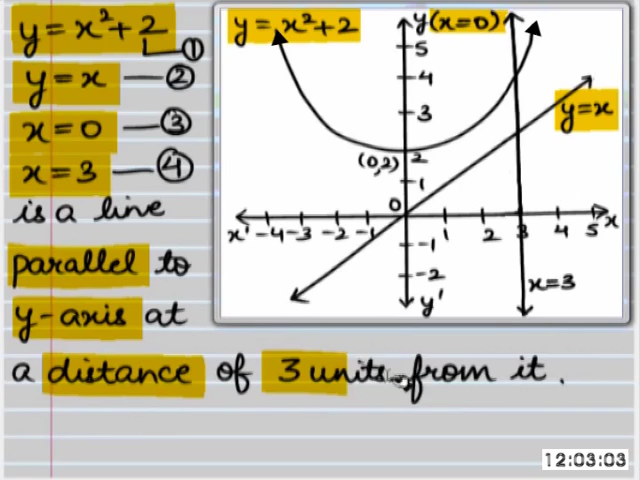 y = x² + 2 — ①
y = x — ②
x = 0 — ③
x = 3 — ④
is a line
parallel to
y-axis at
a distance of 3 units from it.
y = x² + 2
y (x=0)
5
4
3
y = x
(0,2) 2
1
0
x' -4 -3 -2 -1 1 2 3 4 5 x
-1
-2
x = 3
y'
12:03:03